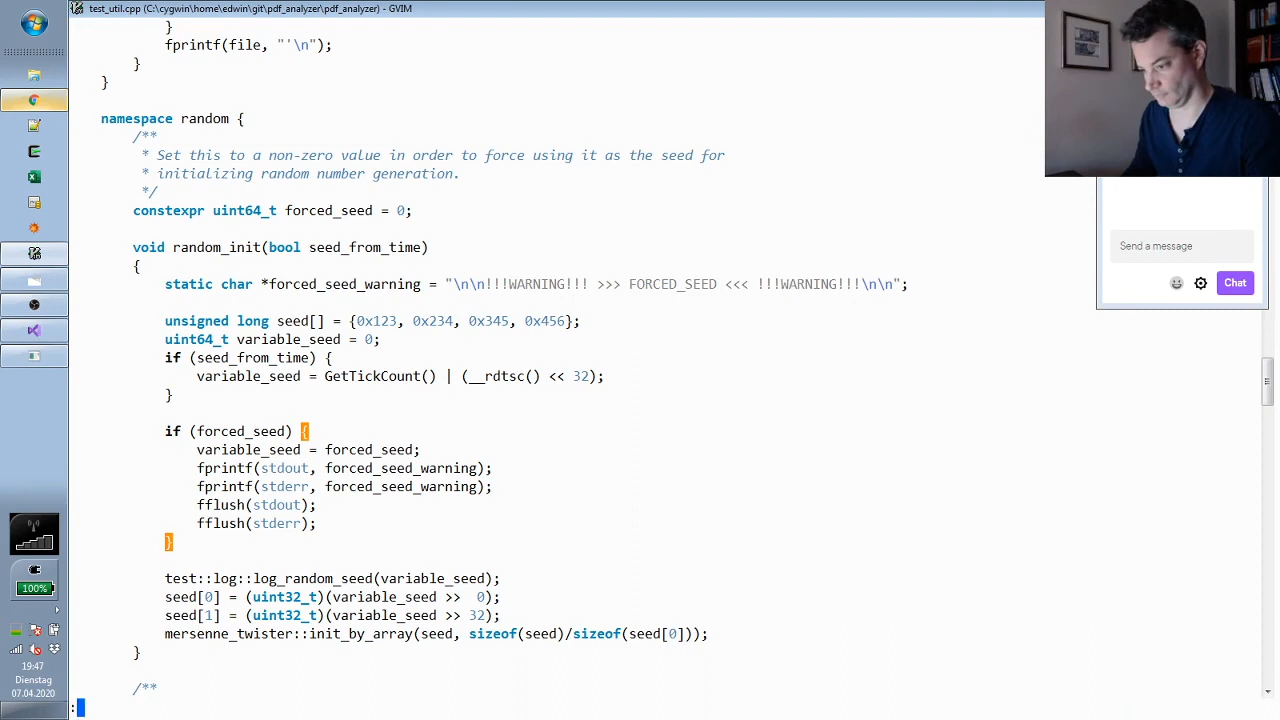 test_util.cpp (C:\cygwin\home\edwin\git\pdf_analyzer\pdf_analyzer) - GVIM
}
fprintf(file, "'\n");
}
}
namespace random {
/**
* Set this to a non-zero value in order to force using it as the seed for
* initializing random number generation.
*/
constexpr uint64_t forced_seed = 0;
void random_init(bool seed_from_time)
{
static char *forced_seed_warning = "\n\n!!!WARNING!!! >>> FORCED_SEED <<< !!!WARNING!!!\n\n";
unsigned long seed[] = {0x123, 0x234, 0x345, 0x456};
uint64_t variable_seed = 0;
if (seed_from_time) {
variable_seed = GetTickCount() | (__rdtsc() << 32);
}
if (forced_seed) {
variable_seed = forced_seed;
fprintf(stdout, forced_seed_warning);
fprintf(stderr, forced_seed_warning);
fflush(stdout);
fflush(stderr);
}
test::log::log_random_seed(variable_seed);
seed[0] = (uint32_t)(variable_seed >>  0);
seed[1] = (uint32_t)(variable_seed >> 32);
mersenne_twister::init_by_array(seed, sizeof(seed)/sizeof(seed[0]));
}
/**
:
Send a message
Chat
100%
19:47
Dienstag
07.04.2020